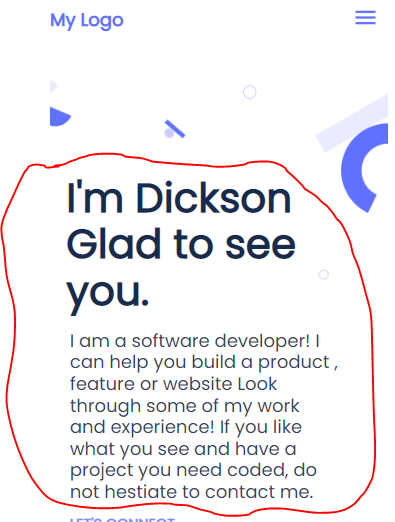 My Logo
I'm Dickson
Glad to see
you.
I am a software developer! I
can help you build a product ,
feature or website Look
through some of my work
and experience! If you like
what you see and have a
project you need coded, do
not hestiate to contact me.
LET'S CONNECT